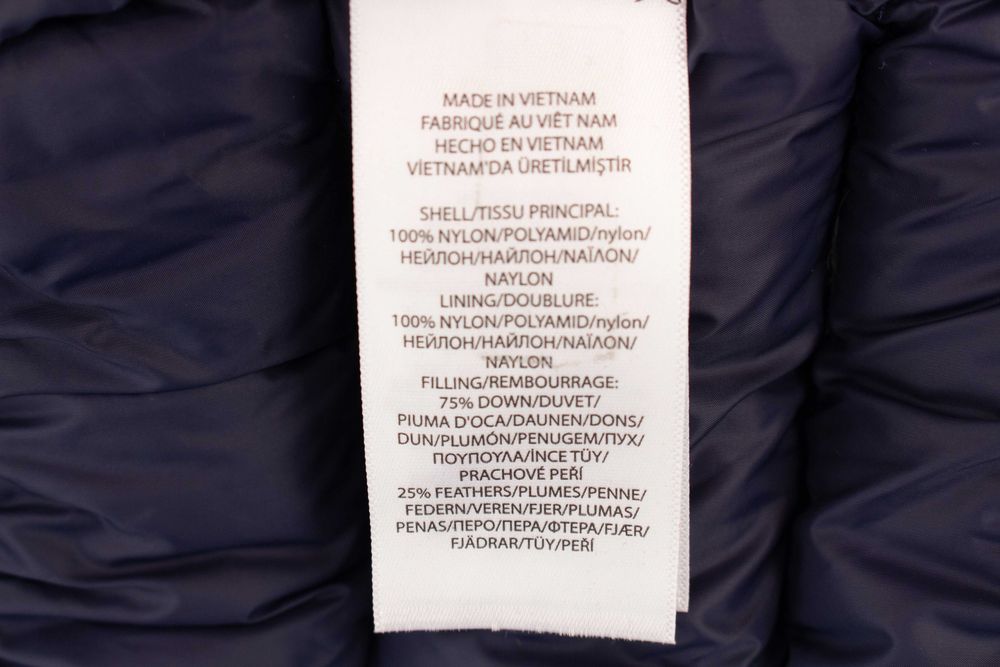 MADE IN VIETNAM
FABRIQUÉ AU VIÊT NAM
HECHO EN VIETNAM
VİETNAM'DA ÜRETİLMİŞTİR
SHELL/TISSU PRINCIPAL:
100% NYLON/POLYAMID/nylon/
НЕЙЛОН/НАЙЛОН/ΝΑΪΛΟΝ/
NAYLON
LINING/DOUBLURE:
100% NYLON/POLYAMID/nylon/
НЕЙЛОН/НАЙЛОН/ΝΑΪΛΟΝ/
NAYLON
FILLING/REMBOURRAGE:
75% DOWN/DUVET/
PIUMA D'OCA/DAUNEN/DONS/
DUN/PLUMÓN/PENUGEM/ПУХ/
ΠΟΥΠΟΥΛΑ/İNCE TÜY/
PRACHOVÉ PEŘÍ
25% FEATHERS/PLUMES/PENNE/
FEDERN/VEREN/FJER/PLUMAS/
PENAS/ПЕРО/ПЕРА/ΦΤΕΡΑ/FJÆR/
FJÄDRAR/TÜY/PEŘÍ